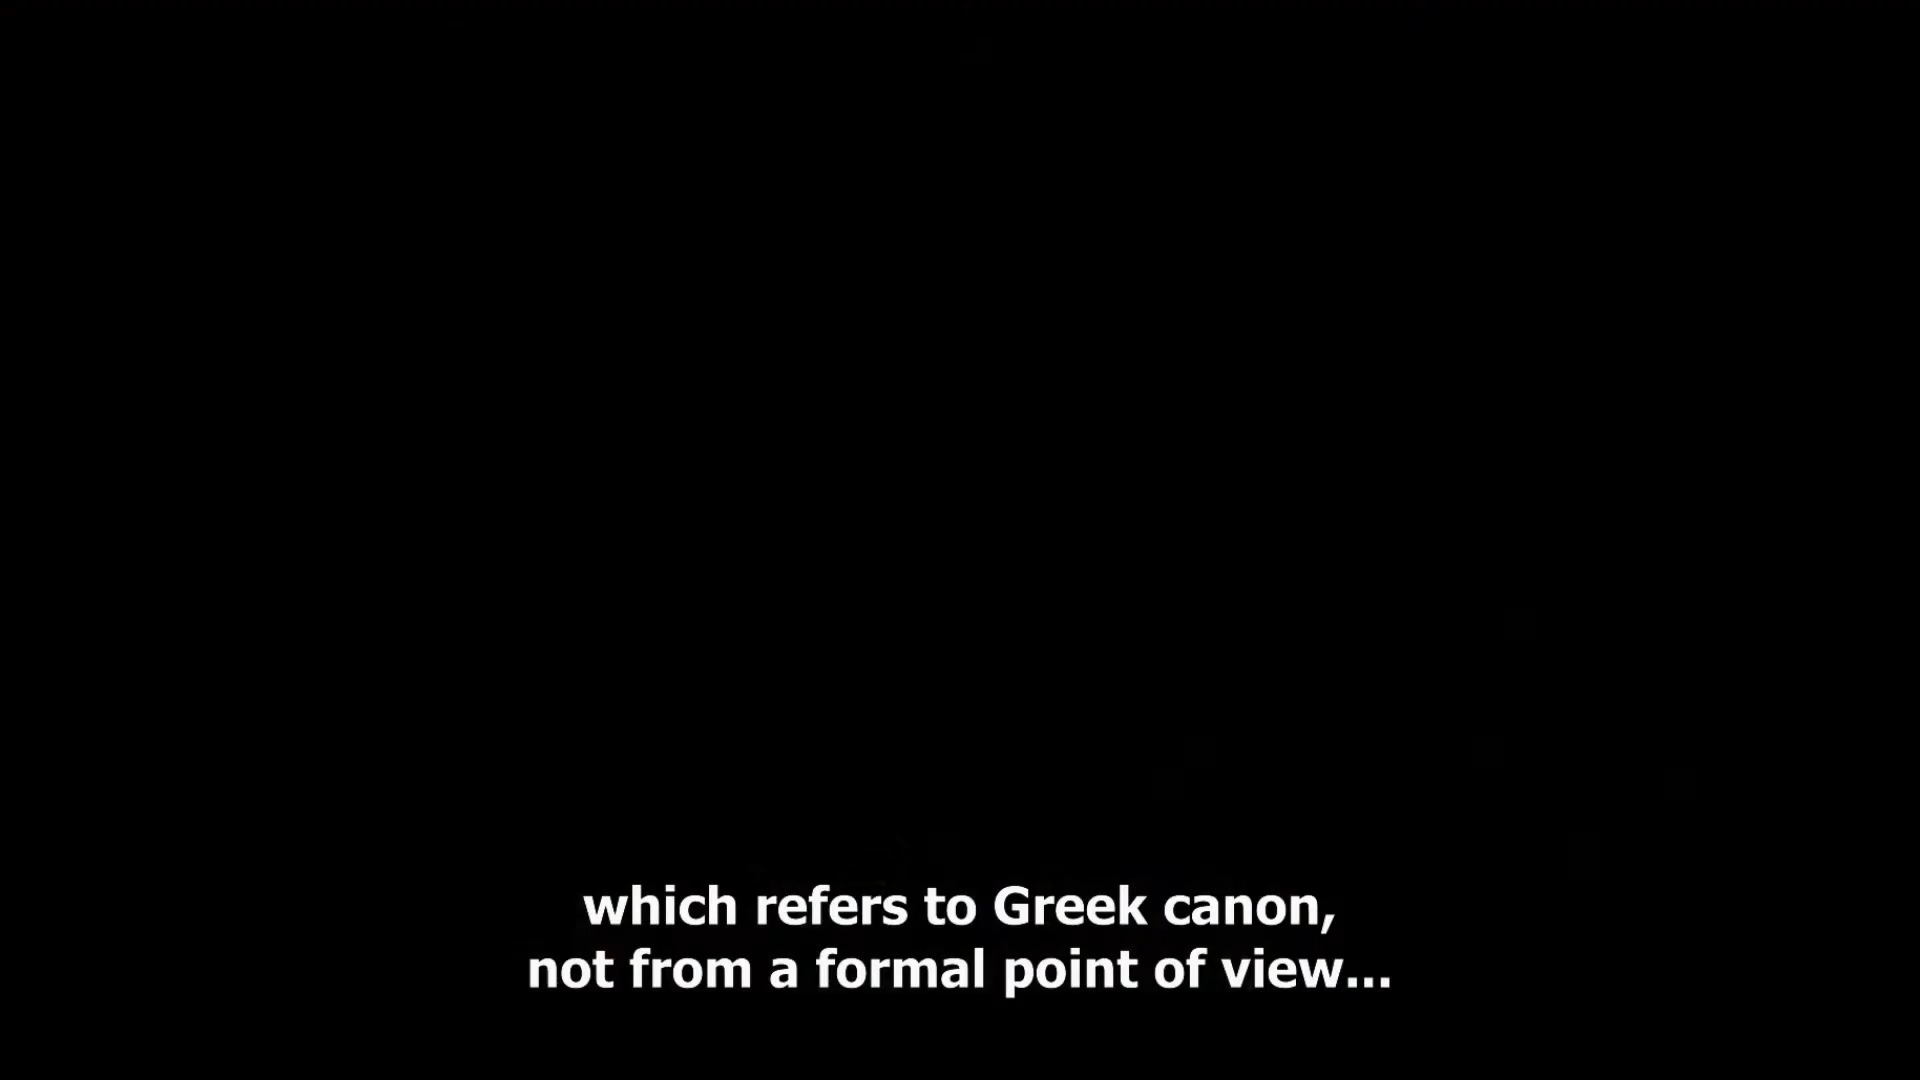 which refers to Greek canon,
not from a formal point of view...